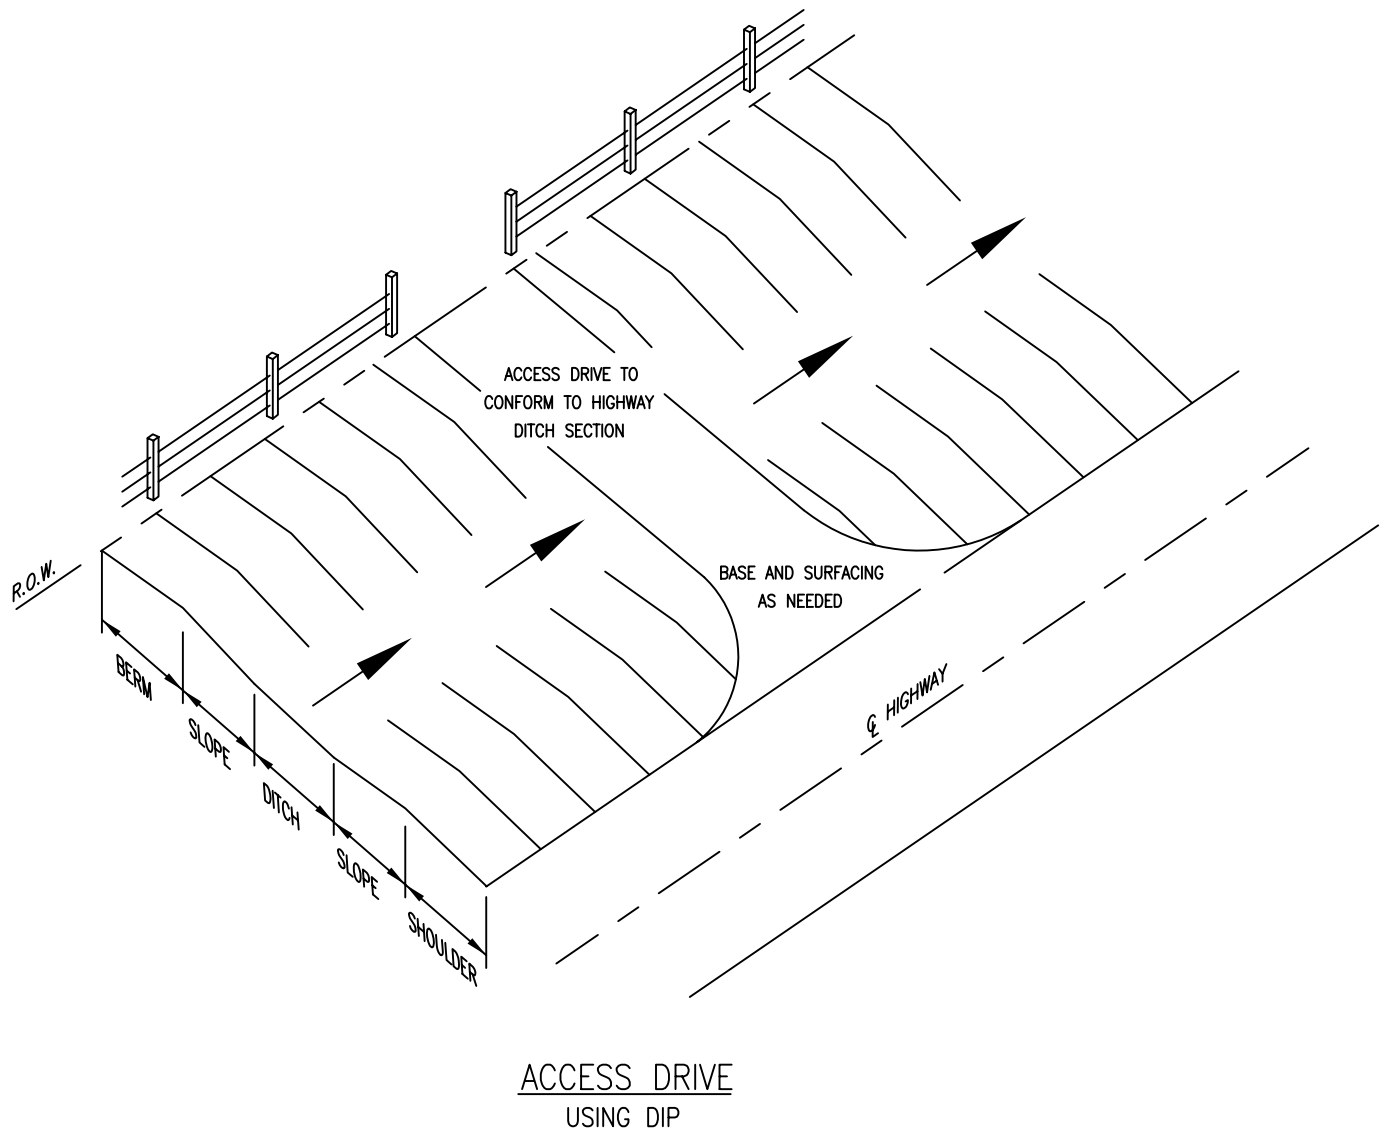 ACCESS DRIVE TO
CONFORM TO HIGHWAY
DITCH SECTION
R.O.W.
BASE AND SURFACING
AS NEEDED
BERM
SLOPE
DITCH
SLOPE
SHOULDER
℄ HIGHWAY
ACCESS DRIVE
USING DIP